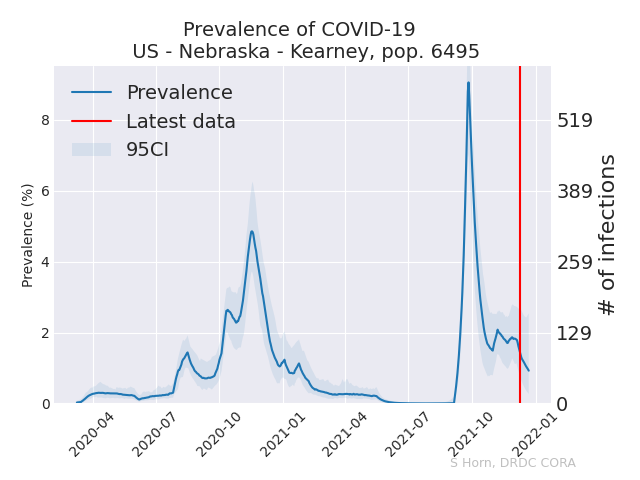 Prevalence of COVID-19
US - Nebraska - Kearney, pop. 6495
Prevalence
Latest data
95CI
Prevalence (%)
8
6
4
2
0
519
389
259
129
0
# of infections
2020-04
2020-07
2020-10
2021-01
2021-04
2021-07
2021-10
2022-01
S Horn, DRDC CORA